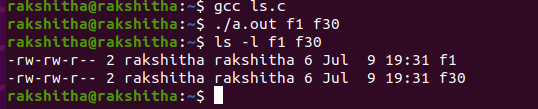 rakshitha@rakshitha:~$ gcc ls.c
rakshitha@rakshitha:~$ ./a.out f1 f30
rakshitha@rakshitha:~$ ls -l f1 f30
-rw-rw-r-- 2 rakshitha rakshitha 6 Jul  9 19:31 f1
-rw-rw-r-- 2 rakshitha rakshitha 6 Jul  9 19:31 f30
rakshitha@rakshitha:~$